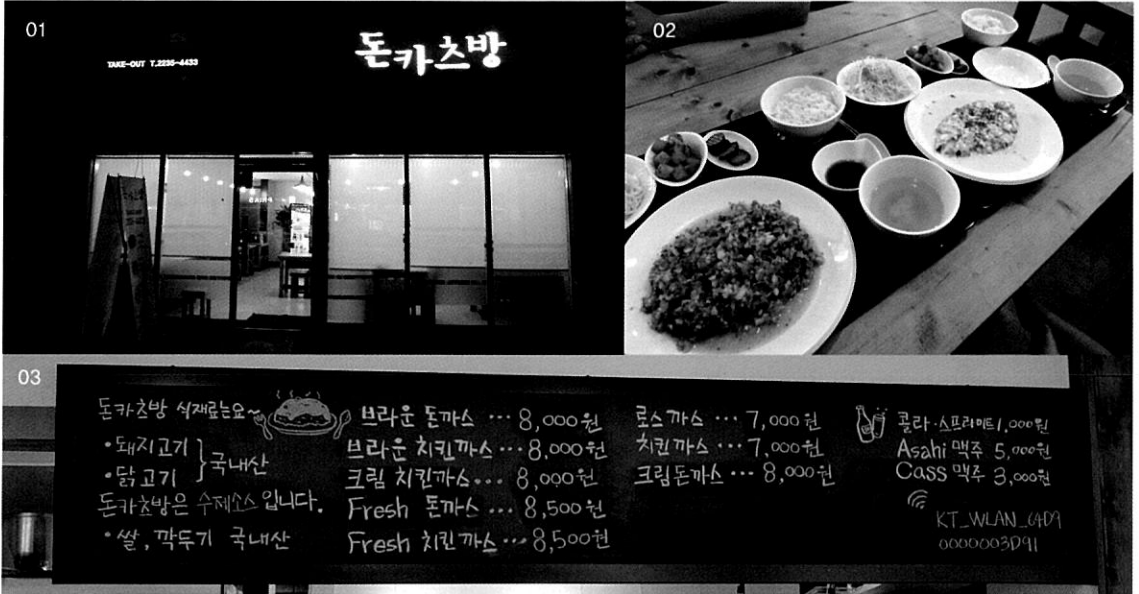 01
돈카츠방
TAKE-OUT T.2235-4433
02
03
돈카츠방 식재료는요~
·돼지고기
·닭고기
국내산
돈카츠방은 수제소스입니다.
·쌀, 깍두기 국내산
브라운 돈까스 ··· 8,000원
브라운 치킨까스 ··· 8,000원
크림 치킨까스 ··· 8,000원
Fresh 돈까스 ··· 8,500원
Fresh 치킨까스 ··· 8,500원
로스까스 ··· 7,000원
치킨까스 ··· 7,000원
크림돈까스 ··· 8,000원
콜라·스프라이트 1,000원
Asahi 맥주 5,000원
Cass 맥주 3,000원
KT_WLAN_64D9
0000003D91